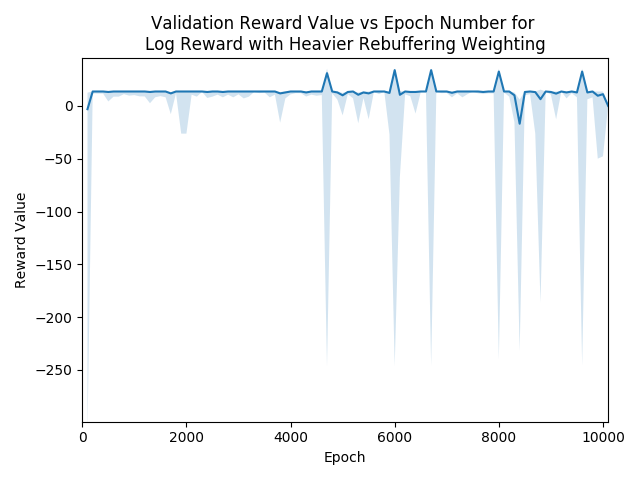 Validation Reward Value vs Epoch Number for
Log Reward with Heavier Rebuffering Weighting
Reward Value
0
−50
−100
−150
−200
−250
0 2000 4000 6000 8000 10000
Epoch